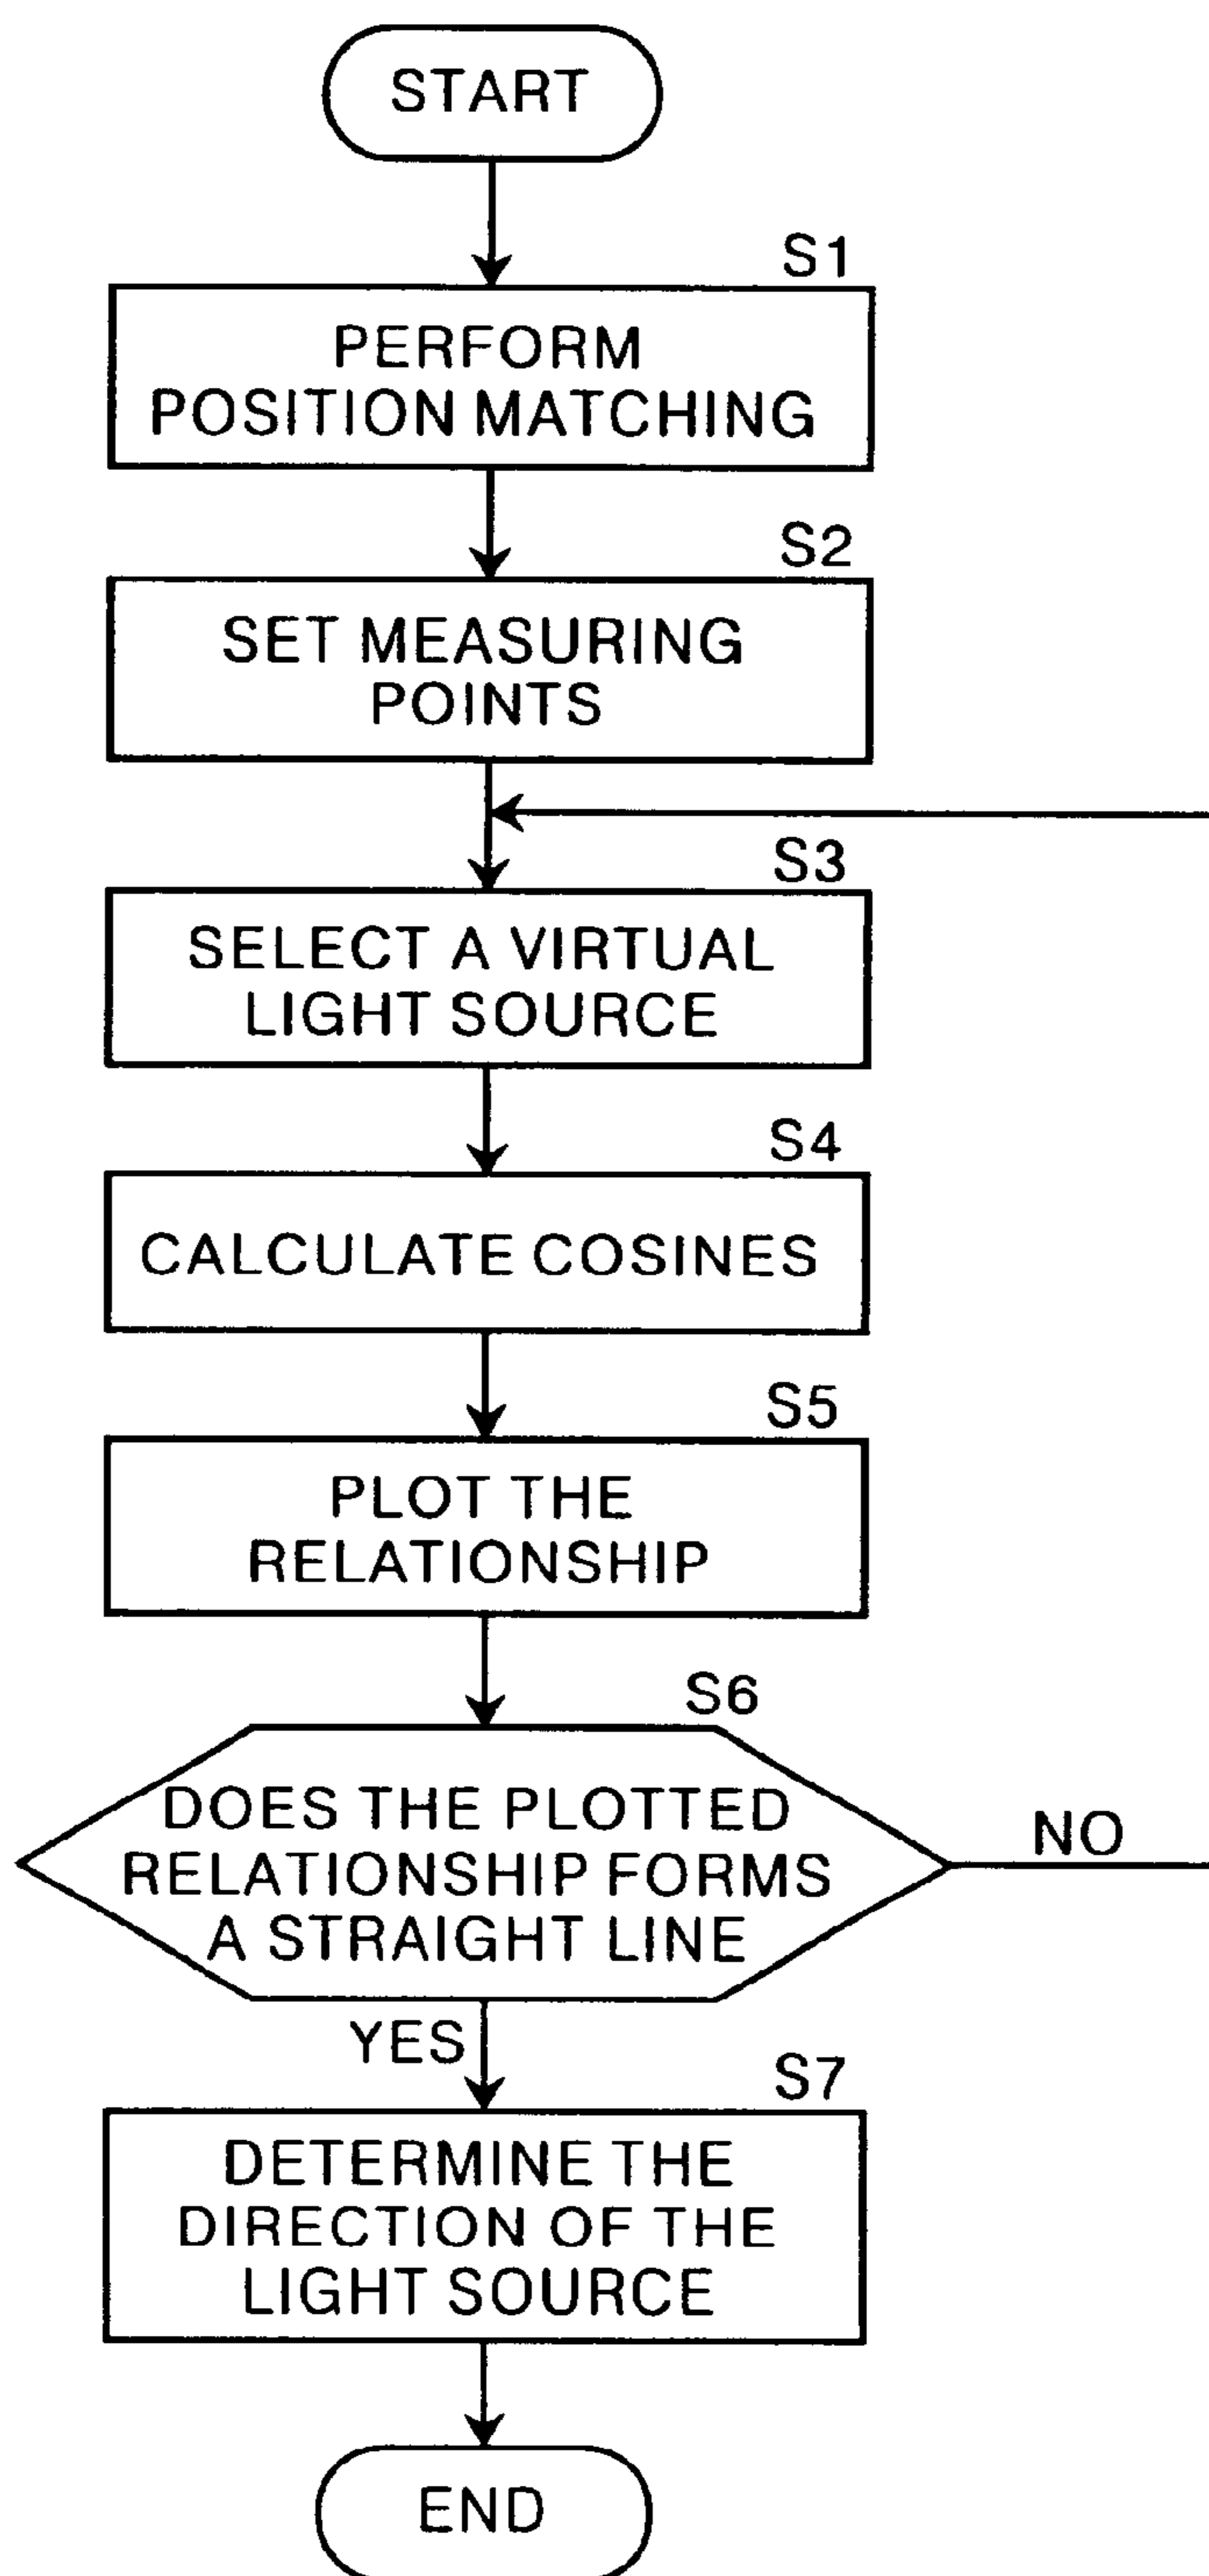 START
S1
PERFORM
POSITION MATCHING
S2
SET MEASURING
POINTS
S3
SELECT A VIRTUAL
LIGHT SOURCE
S4
CALCULATE COSINES
S5
PLOT THE
RELATIONSHIP
S6
DOES THE PLOTTED
RELATIONSHIP FORMS
A STRAIGHT LINE
NO
YES
S7
DETERMINE THE
DIRECTION OF THE
LIGHT SOURCE
END